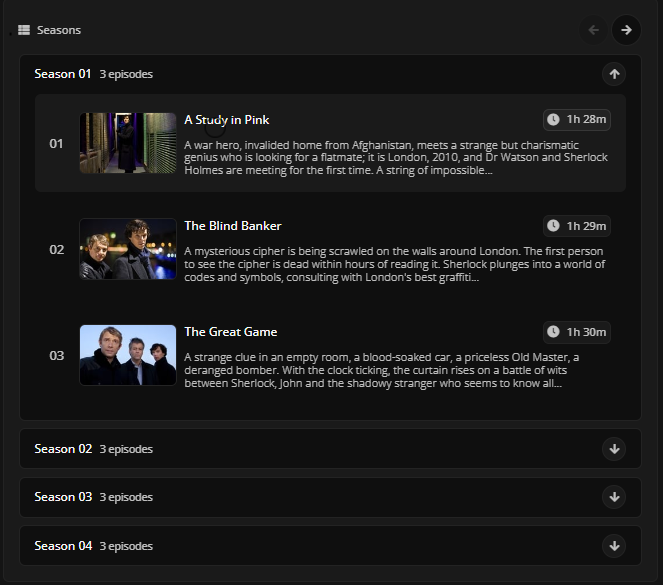 Seasons
Season 01 3 episodes
01
A Study in Pink
1h 28m
A war hero, invalided home from Afghanistan, meets a strange but charismatic
genius who is looking for a flatmate; it is London, 2010, and Dr Watson and Sherlock
Holmes are meeting for the first time. A string of impossible...
02
The Blind Banker
1h 29m
A mysterious cipher is being scrawled on the walls around London. The first person
to see the cipher is dead within hours of reading it. Sherlock plunges into a world of
codes and symbols, consulting with London's best graffiti...
03
The Great Game
1h 30m
A strange clue in an empty room, a blood-soaked car, a priceless Old Master, a
deranged bomber. With the clock ticking, the curtain rises on a battle of wits
between Sherlock, John and the shadowy stranger who seems to know all...
Season 02 3 episodes
Season 03 3 episodes
Season 04 3 episodes